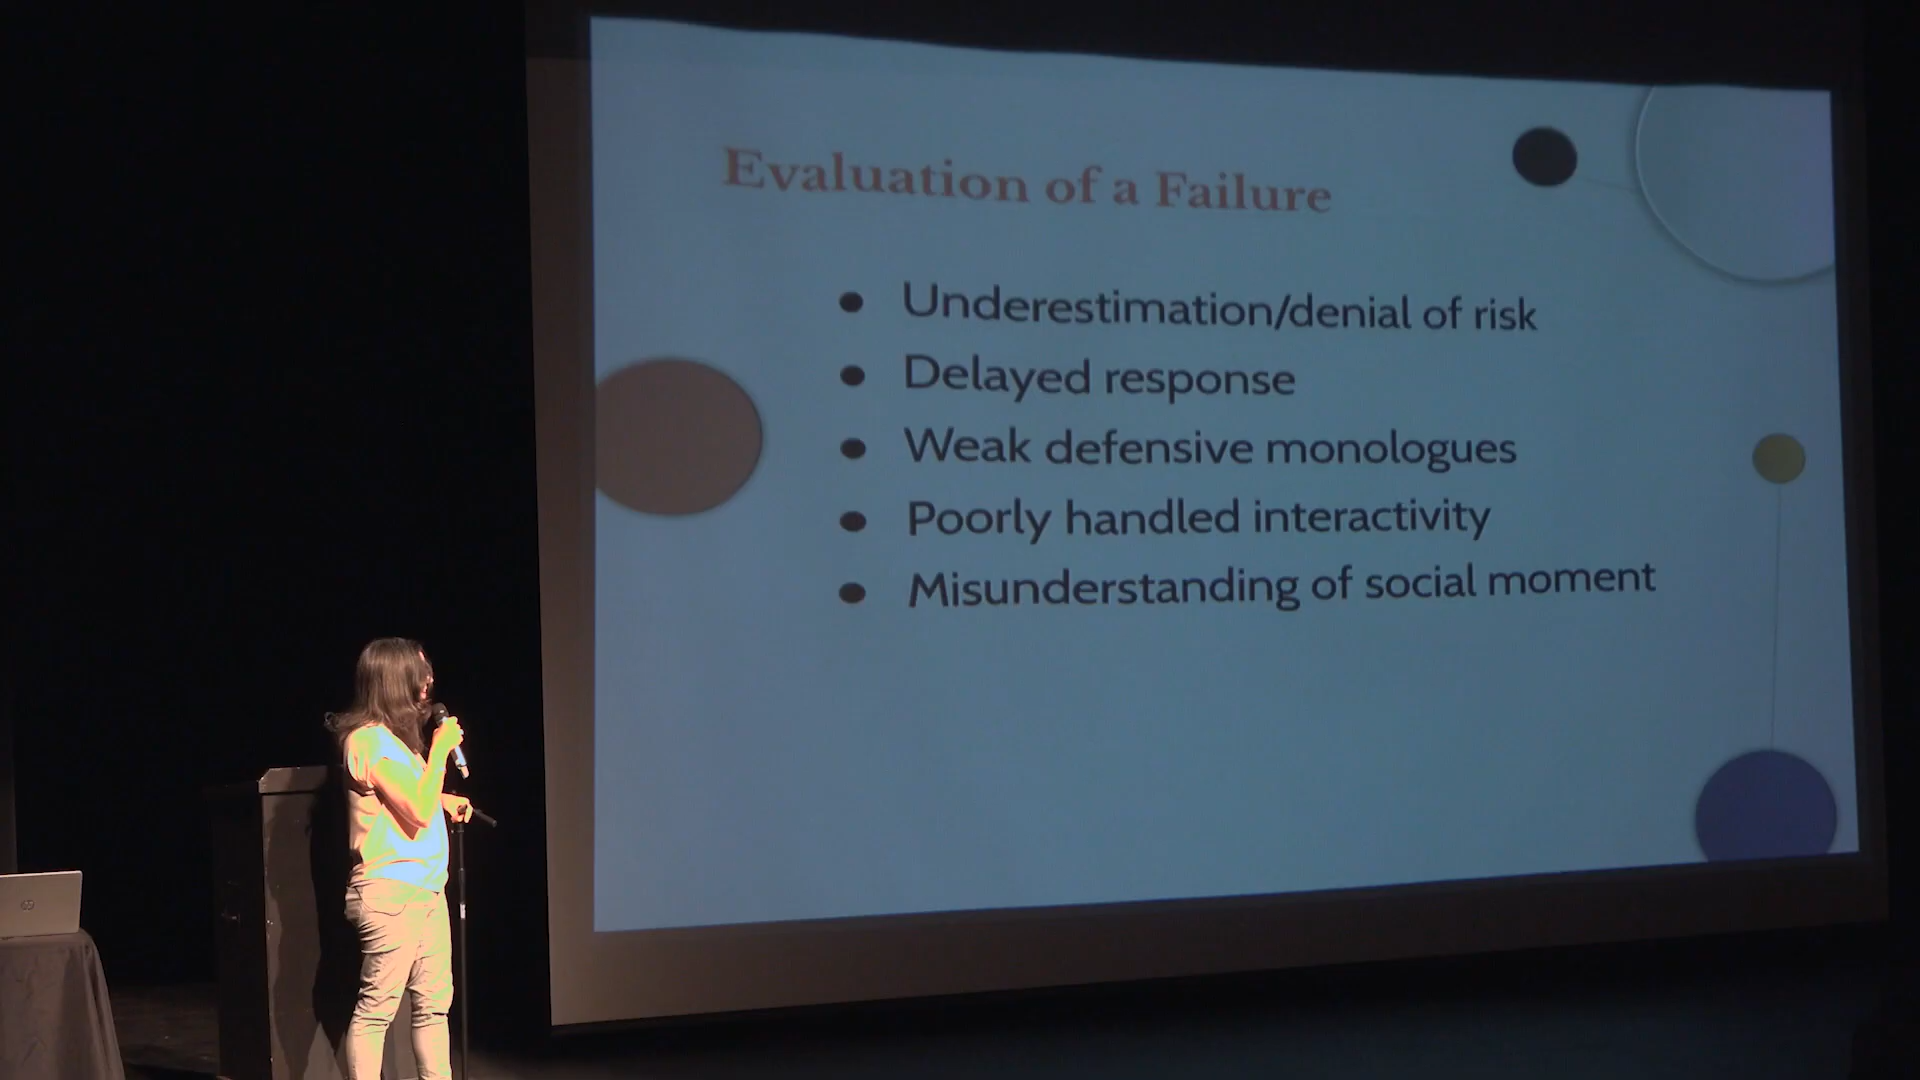 Evaluation of a Failure
● Underestimation/denial of risk
● Delayed response
● Weak defensive monologues
● Poorly handled interactivity
● Misunderstanding of social moment
hp